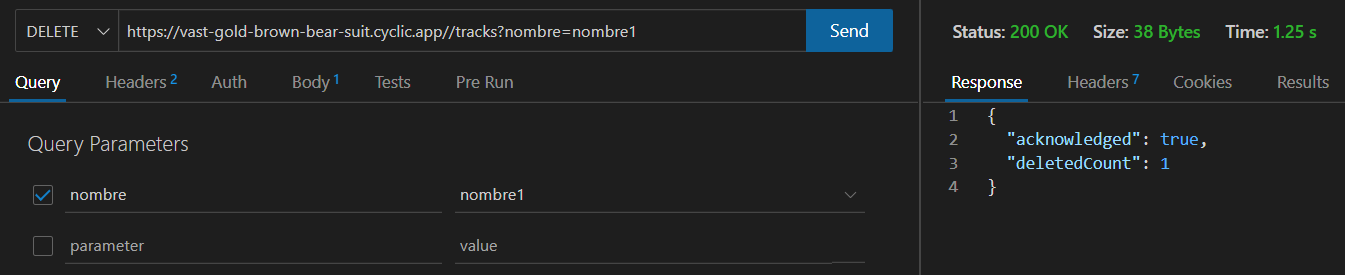 DELETE https://vast-gold-brown-bear-suit.cyclic.app//tracks?nombre=nombre1 Send
Query Headers 2 Auth Body 1 Tests Pre Run
Query Parameters
nombre nombre1
parameter value
Status: 200 OK Size: 38 Bytes Time: 1.25 s
Response Headers 7 Cookies Results
1 {
2 "acknowledged": true,
3 "deletedCount": 1
4 }